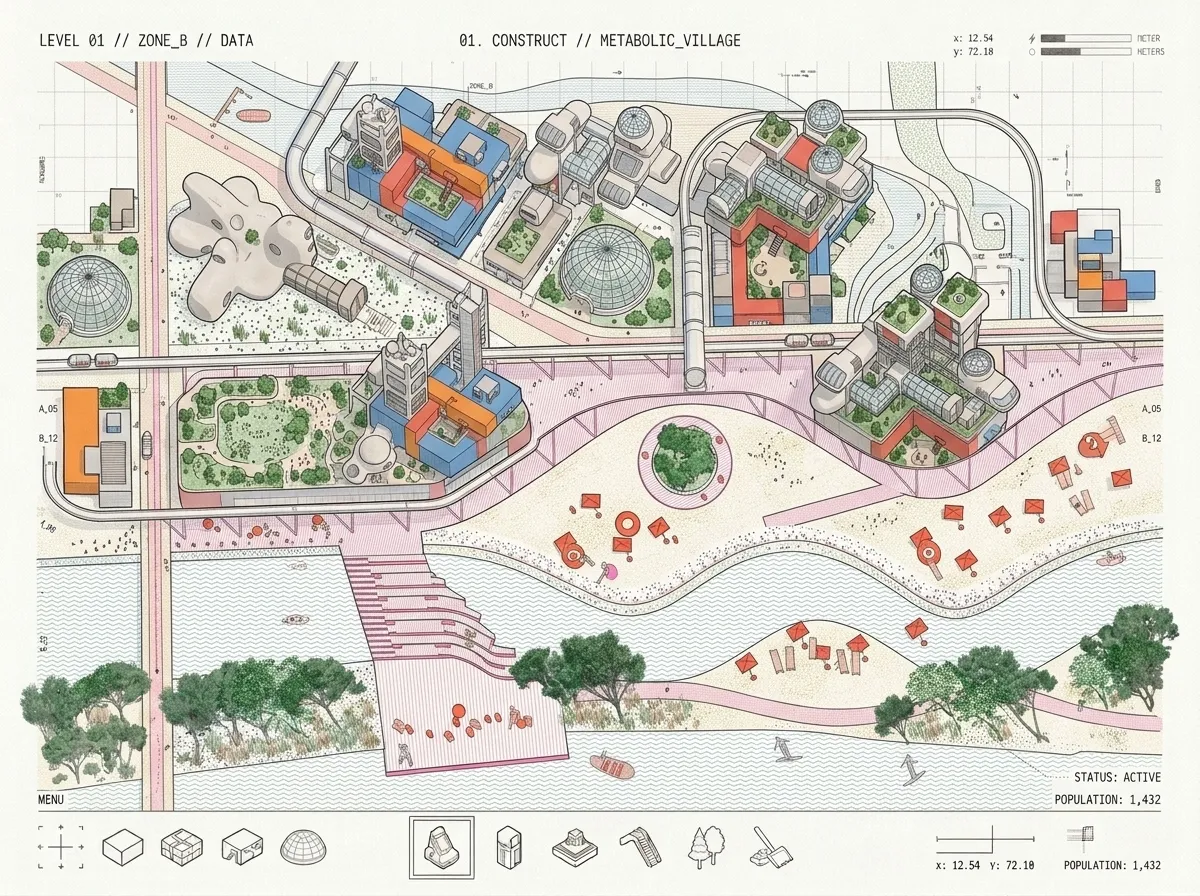 LEVEL 01 // ZONE_B // DATA
01. CONSTRUCT // METABOLIC_VILLAGE
x: 12.54
y: 72.18
METER
METERS
ZONE_B
A_05
B_12
A_05
B_12
STATUS: ACTIVE
MENU
POPULATION: 1,432
x: 12.54 Y: 72.18
POPULATION: 1,432